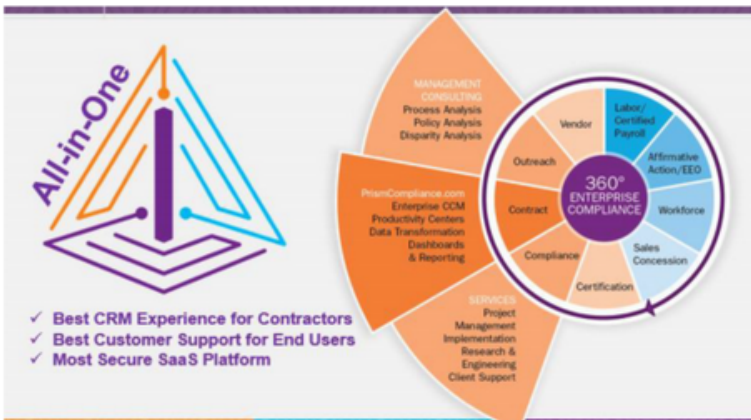 All-in-One
✓ Best CRM Experience for Contractors
✓ Best Customer Support for End Users
✓ Most Secure SaaS Platform
MANAGEMENT
CONSULTING
Process Analysis
Policy Analysis
Disparity Analysis
PrismCompliance.com
Enterprise CCM
Productivity Centers
Data Transformation
Dashboards
& Reporting
SERVICES
Project
Management
Implementation
Research &
Engineering
Client Support
360°
ENTERPRISE
COMPLIANCE
Vendor
Labor/
Certified
Payroll
Affirmative
Action/EEO
Workforce
Sales
Concession
Certification
Compliance
Contract
Outreach